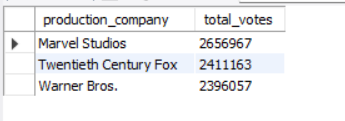 production_company total_votes
Marvel Studios 2656967
Twentieth Century Fox 2411163
Warner Bros. 2396057